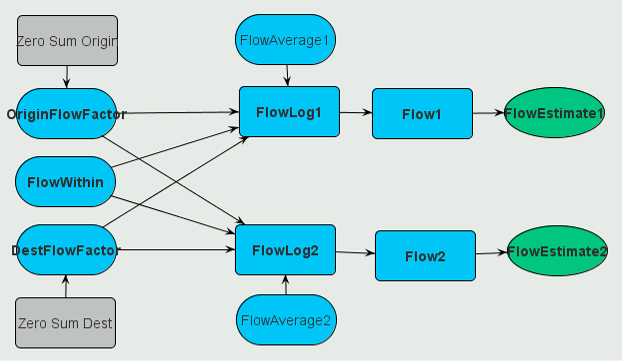 Zero Sum Origin
FlowAverage1
OriginFlowFactor
FlowLog1
Flow1
FlowEstimate1
FlowWithin
DestFlowFactor
FlowLog2
Flow2
FlowEstimate2
Zero Sum Dest
FlowAverage2